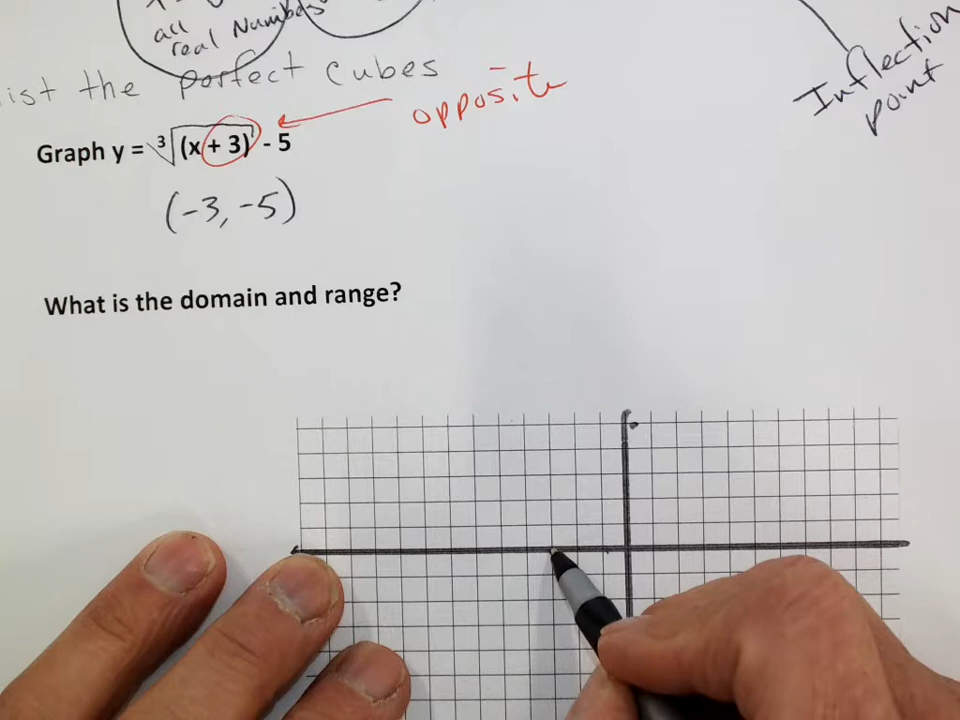 all
real Numbers
the perfect cubes
opposite
Inflection
point
Graph y = ³√(x + 3) - 5
(-3, -5)
What is the domain and range?